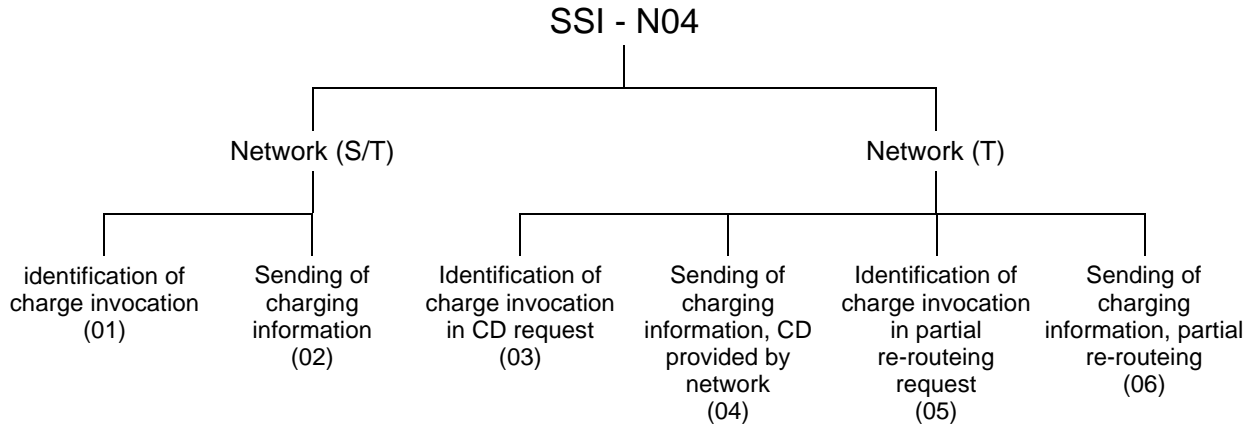 SSI - N04
Network (S/T)
Network (T)
identification of
charge invocation
(01)
Sending of
charging
information
(02)
Identification of
charge invocation
in CD request
(03)
Sending of
charging
information, CD
provided by
network
(04)
Identification of
charge invocation
in partial
re-routeing
request
(05)
Sending of
charging
information, partial
re-routeing
(06)